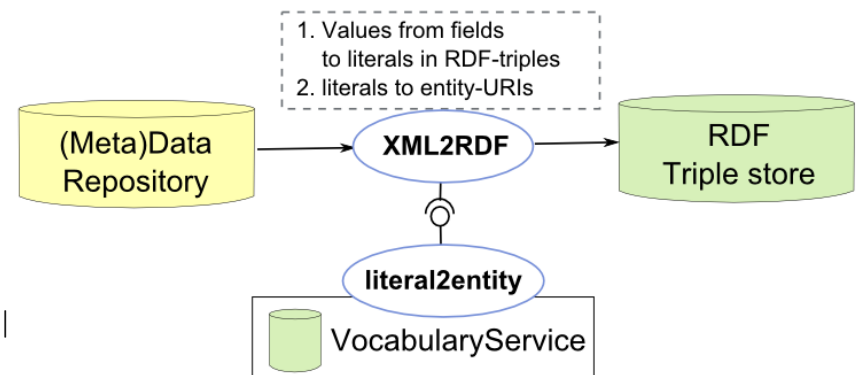 1. Values from fields
to literals in RDF-triples
2. literals to entity-URIs
(Meta)Data
Repository
XML2RDF
RDF
Triple store
literal2entity
VocabularyService